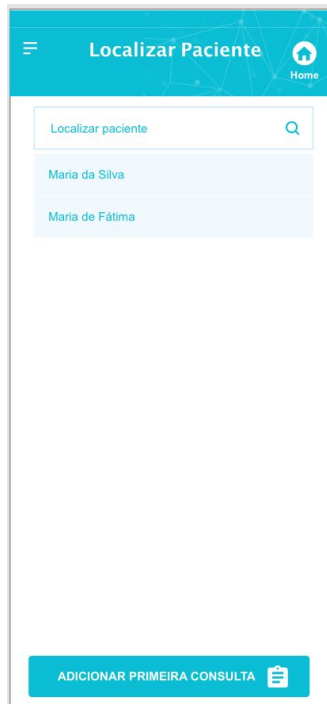 Localizar Paciente
Home
Localizar paciente
Maria da Silva
Maria de Fátima
ADICIONAR PRIMEIRA CONSULTA